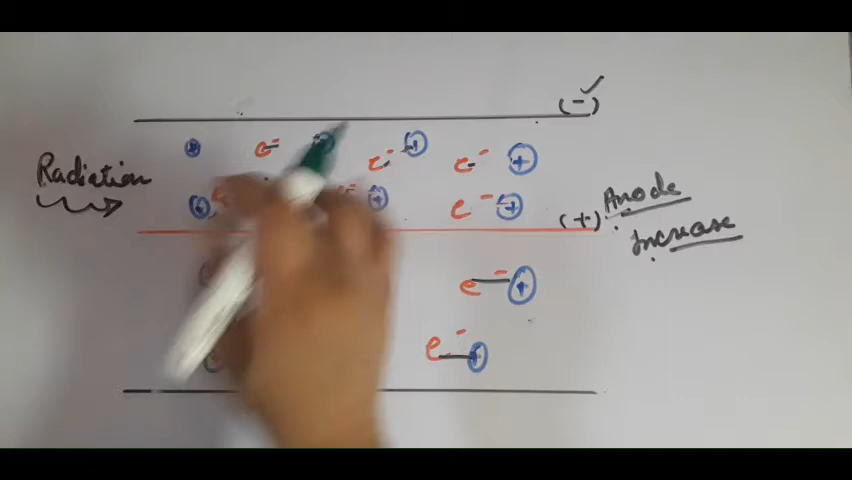 (-)
e- e- + e- +
Radiation
e- + e- +
(+) Anode
Increase
e- +
e- +